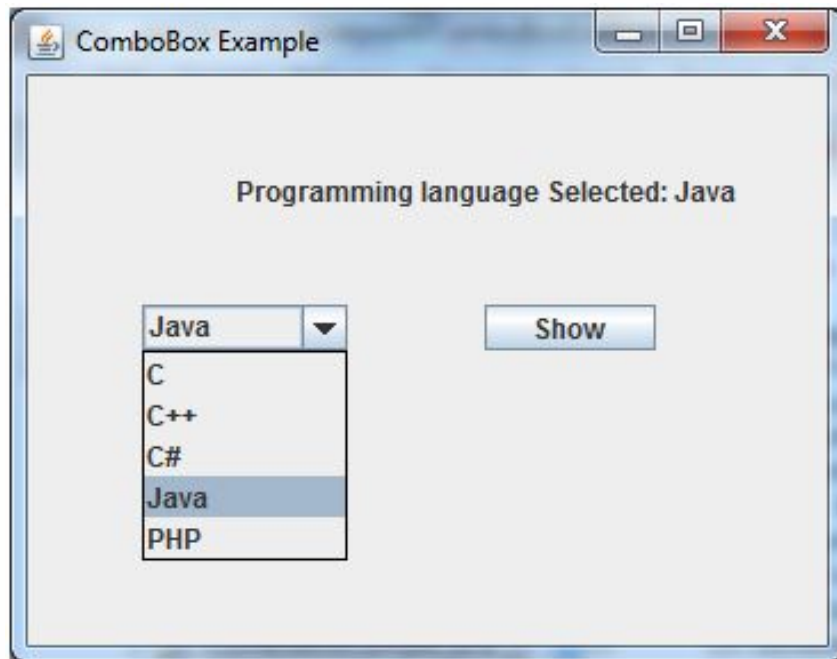 ComboBox Example
Programming language Selected: Java
Java
Show
C
C++
C#
Java
PHP